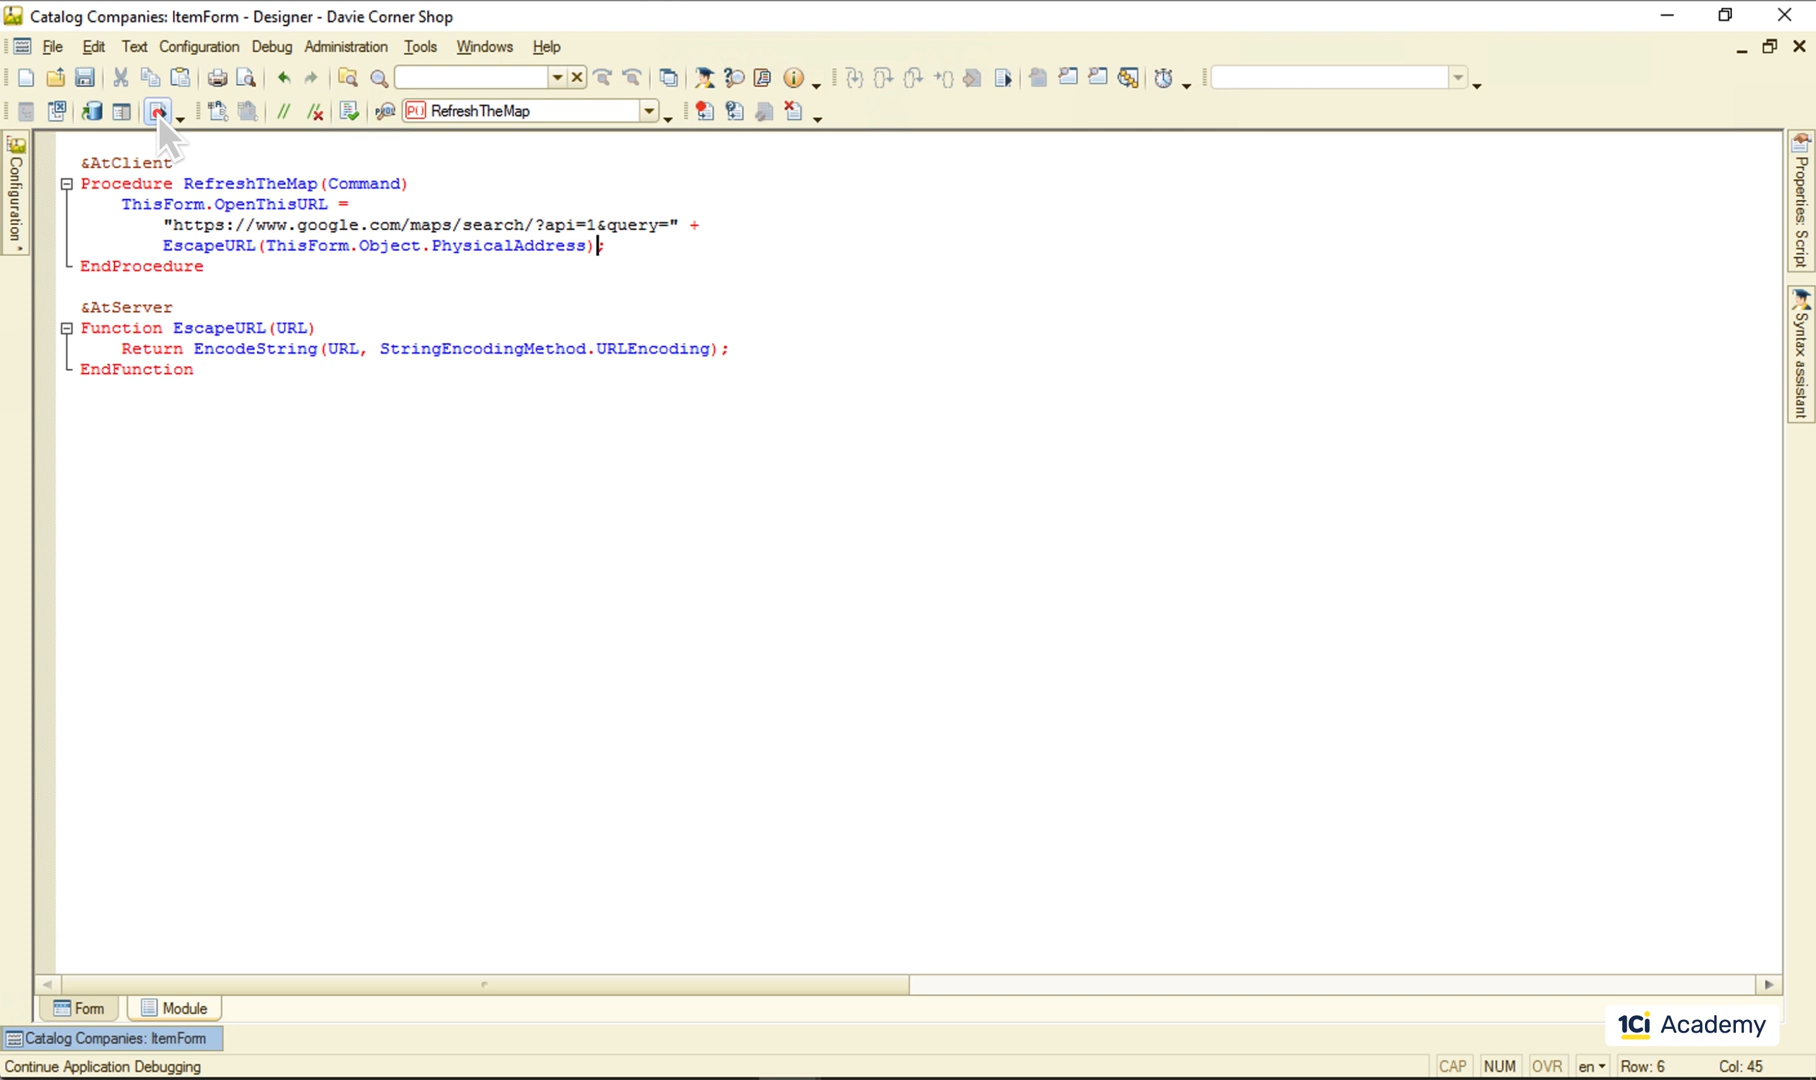 Catalog Companies: ItemForm - Designer - Davie Corner Shop
File Edit Text Configuration Debug Administration Tools Windows Help
P() RefreshTheMap
Configuration
&AtClient
Procedure RefreshTheMap(Command)
ThisForm.OpenThisURL =
"https://www.google.com/maps/search/?api=1&query=" +
EscapeURL(ThisForm.Object.PhysicalAddress);
EndProcedure
&AtServer
Function EscapeURL(URL)
Return EncodeString(URL, StringEncodingMethod.URLEncoding);
EndFunction
Properties: Script
Syntax assistant
Form Module
1Ci Academy
Catalog Companies: ItemForm
Continue Application Debugging CAP NUM OVR en Row: 6 Col: 45